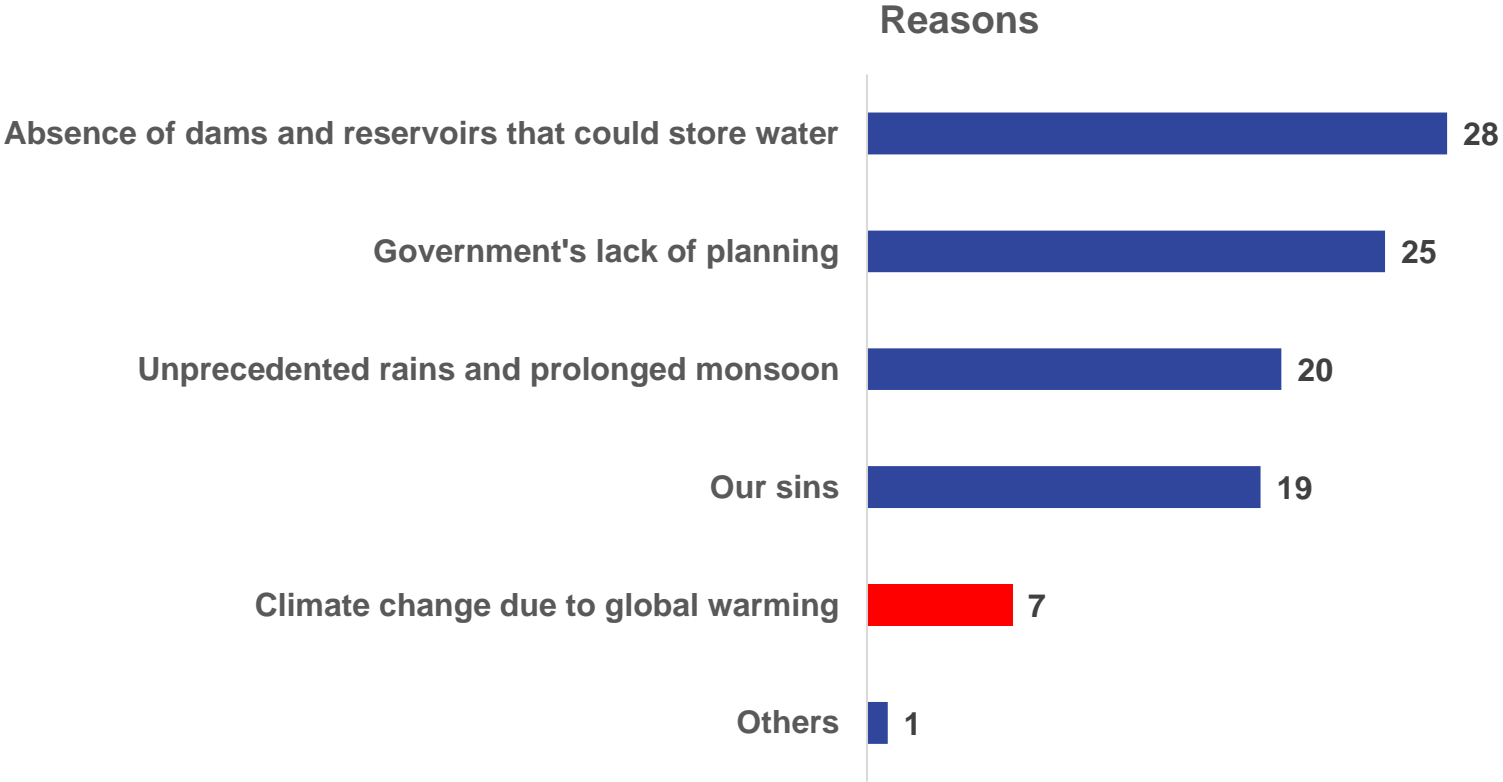 Reasons
Absence of dams and reservoirs that could store water 28
Government's lack of planning 25
Unprecedented rains and prolonged monsoon 20
Our sins 19
Climate change due to global warming 7
Others 1